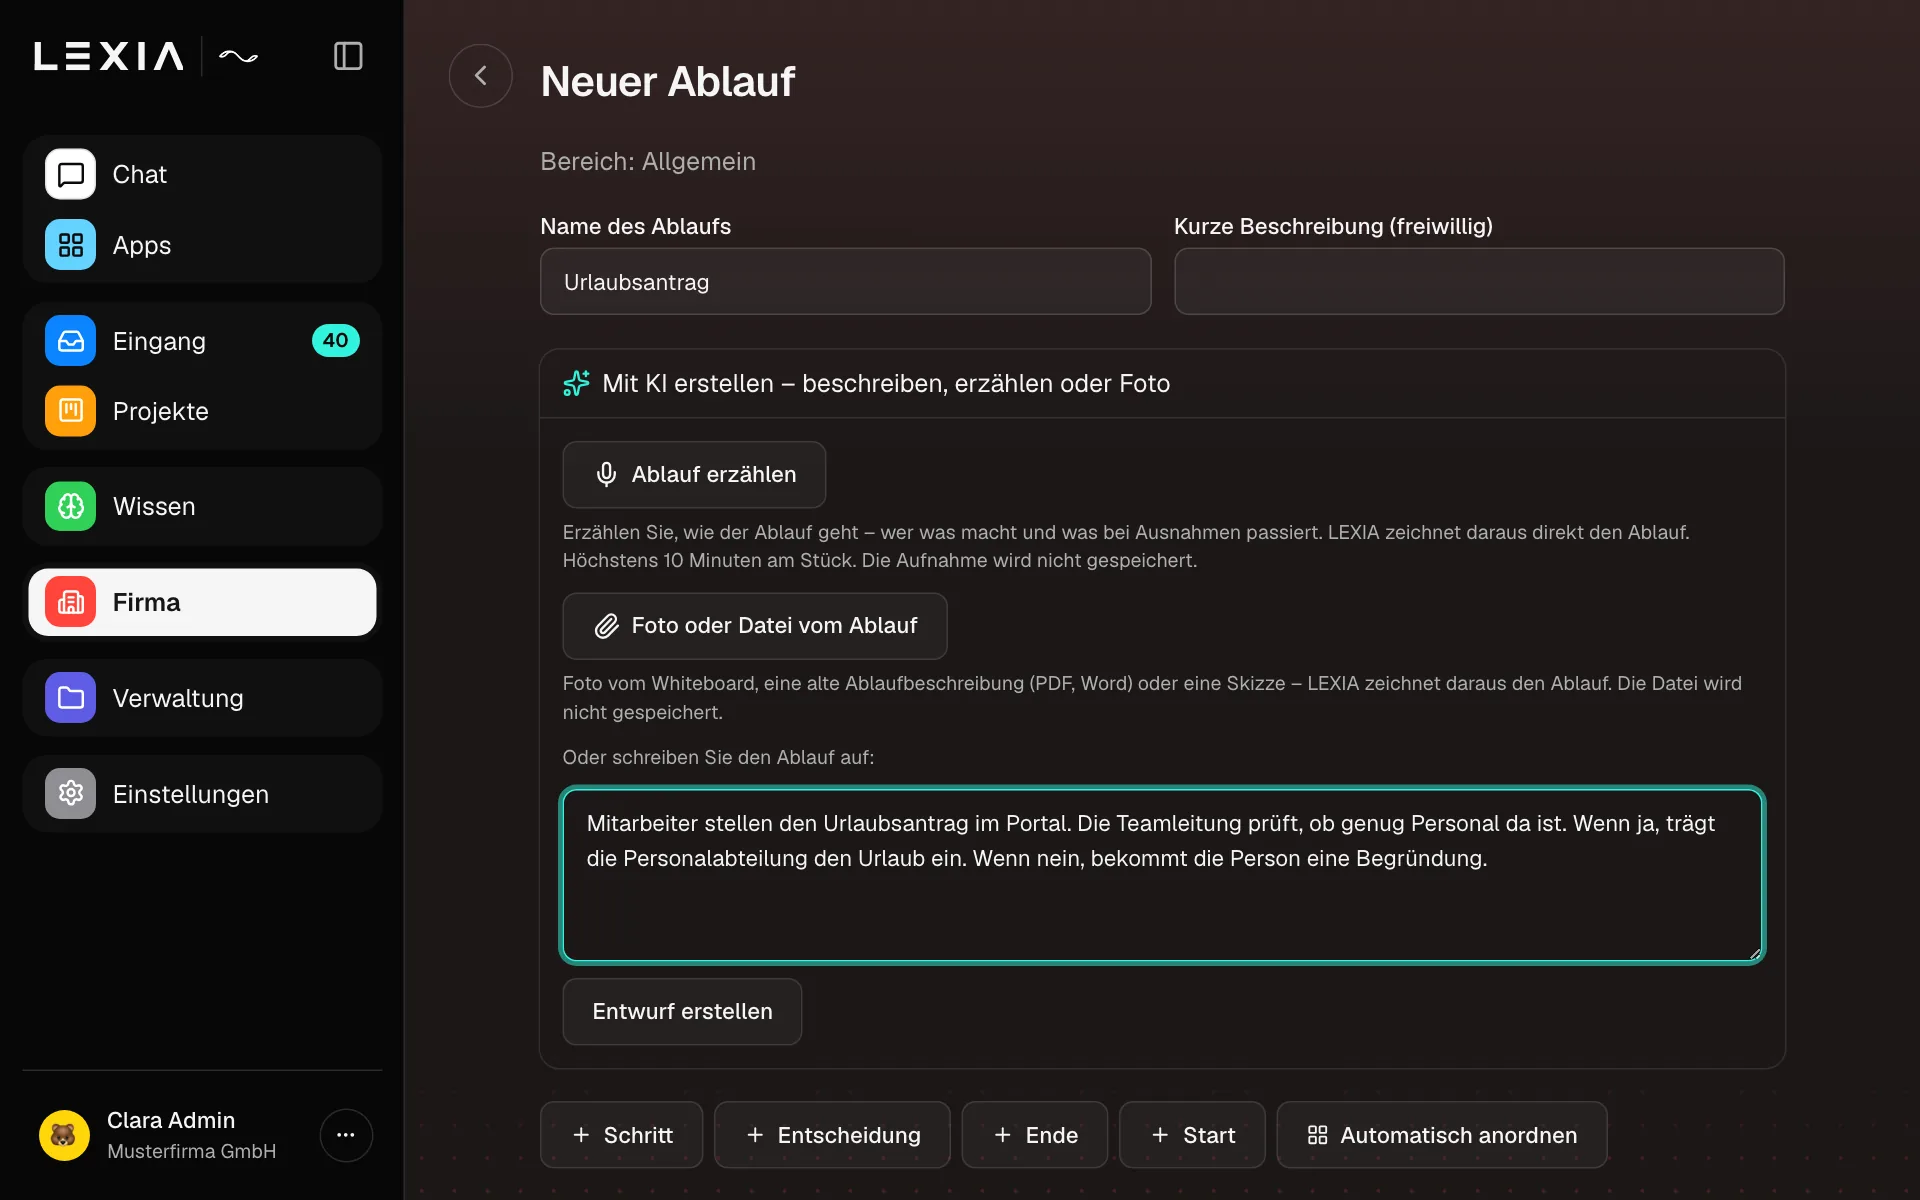 LEXIA
Chat
Apps
Eingang
40
Projekte
Wissen
Firma
Verwaltung
Einstellungen
Clara Admin
Musterfirma GmbH
Neuer Ablauf
Bereich: Allgemein
Name des Ablaufs
Urlaubsantrag
Kurze Beschreibung (freiwillig)
Mit KI erstellen – beschreiben, erzählen oder Foto
Ablauf erzählen
Erzählen Sie, wie der Ablauf geht – wer was macht und was bei Ausnahmen passiert. LEXIA zeichnet daraus direkt den Ablauf.
Höchstens 10 Minuten am Stück. Die Aufnahme wird nicht gespeichert.
Foto oder Datei vom Ablauf
Foto vom Whiteboard, eine alte Ablaufbeschreibung (PDF, Word) oder eine Skizze – LEXIA zeichnet daraus den Ablauf. Die Datei wird
nicht gespeichert.
Oder schreiben Sie den Ablauf auf:
Mitarbeiter stellen den Urlaubsantrag im Portal. Die Teamleitung prüft, ob genug Personal da ist. Wenn ja, trägt
die Personalabteilung den Urlaub ein. Wenn nein, bekommt die Person eine Begründung.
Entwurf erstellen
+ Schritt
+ Entscheidung
+ Ende
+ Start
Automatisch anordnen